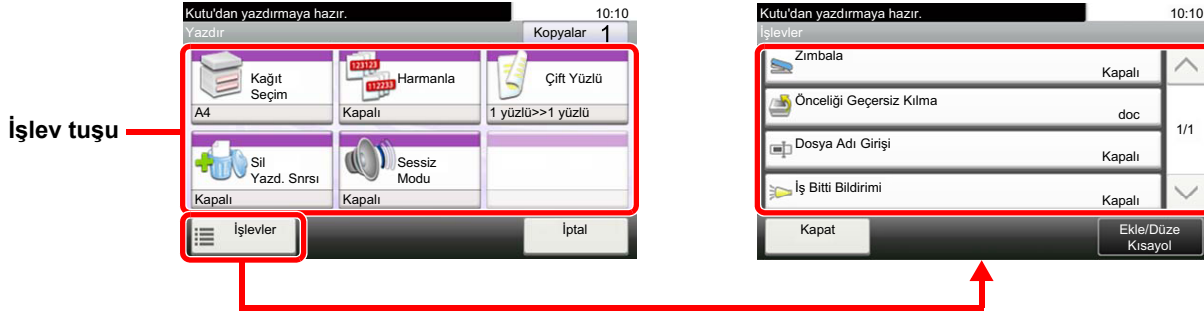 Kutu'dan yazdırmaya hazır.
10:10
Yazdır
Kopyalar 1
Kağıt
Seçim
A4
123123
112233
Harmanla
Kapalı
Çift Yüzlü
1 yüzlü>>1 yüzlü
Sil
Yazd. Snrsı
Kapalı
Sessiz
Modu
Kapalı
İşlevler
İptal
İşlev tuşu
Kutu'dan yazdırmaya hazır.
10:10
İşlevler
Zımbala
Kapalı
Önceliği Geçersiz Kılma
doc
Dosya Adı Girişi
Kapalı
İş Bitti Bildirimi
Kapalı
1/1
Kapat
Ekle/Düze
Kısayol